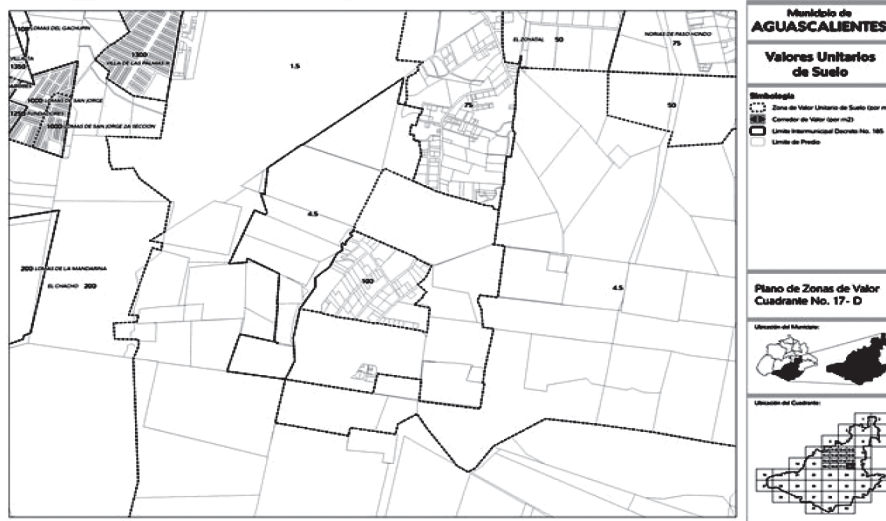 Municipio de
AGUASCALIENTES
Valores Unitarios
de Suelo
Simbología
Zona de Valor Unitario de Suelo (por m
Corredor de Valor (por m2)
Limite Intermunicipal Decreto No. 185
Limite de Predio
Plano de Zonas de Valor
Cuadrante No. 17- D
Ubicación del Municipio:
Ubicación del Cuadrante:
LOMAS DEL GACHUPIN
1300
VILLA DE LAS PALMAS
1350
1000 LOMAS DE SAN JORGE
1250 FUNDADORES
1000 LOMAS DE SAN JORGE 2A SECCION
1.5
EL ZOYATAL 50
NORIAS DE PASO HONDO
75
75
50
4.5
200 LOMAS DE LA MANDARINA
EL CHACHO 200
100
4.5